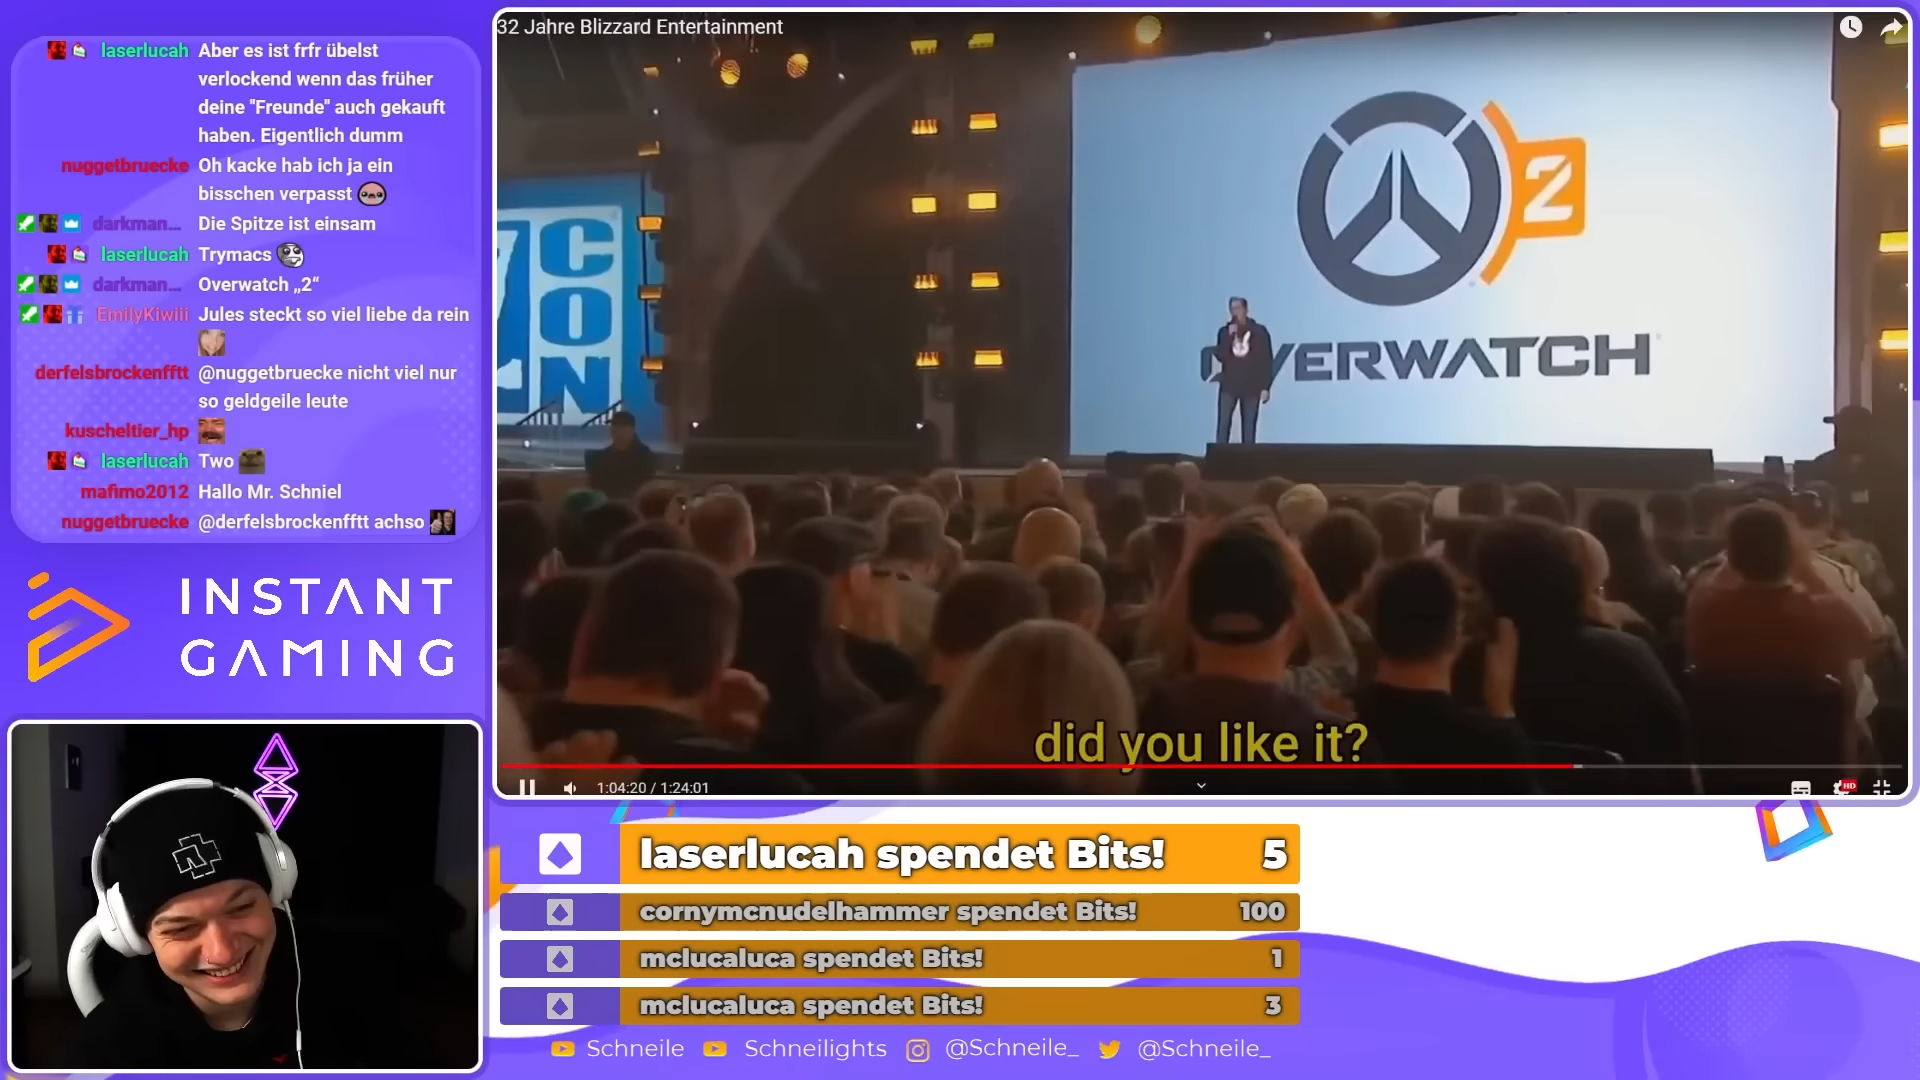 laserlucah Aber es ist frfr übelst
verlockend wenn das früher
deine "Freunde" auch gekauft
haben. Eigentlich dumm
nuggetbruecke Oh kacke hab ich ja ein
bisschen verpasst
darkman... Die Spitze ist einsam
laserlucah Trymacs
darkman... Overwatch „2“
EmilyKiwiii Jules steckt so viel liebe da rein
derfelsbrockenfftt @nuggetbruecke nicht viel nur
so geldgeile leute
kuscheltier_hp
laserlucah Two
mafimo2012 Hallo Mr. Schniel
nuggetbruecke @derfelsbrockenfftt achso
INSTANT
GAMING
32 Jahre Blizzard Entertainment
CON
2
OVERWATCH
did you like it?
1:04:20 / 1:24:01
HD
laserlucah spendet Bits! 5
cornymcnudelhammer spendet Bits! 100
mclucaluca spendet Bits! 1
mclucaluca spendet Bits! 3
Schneile Schneilights @Schneile_ @Schneile_